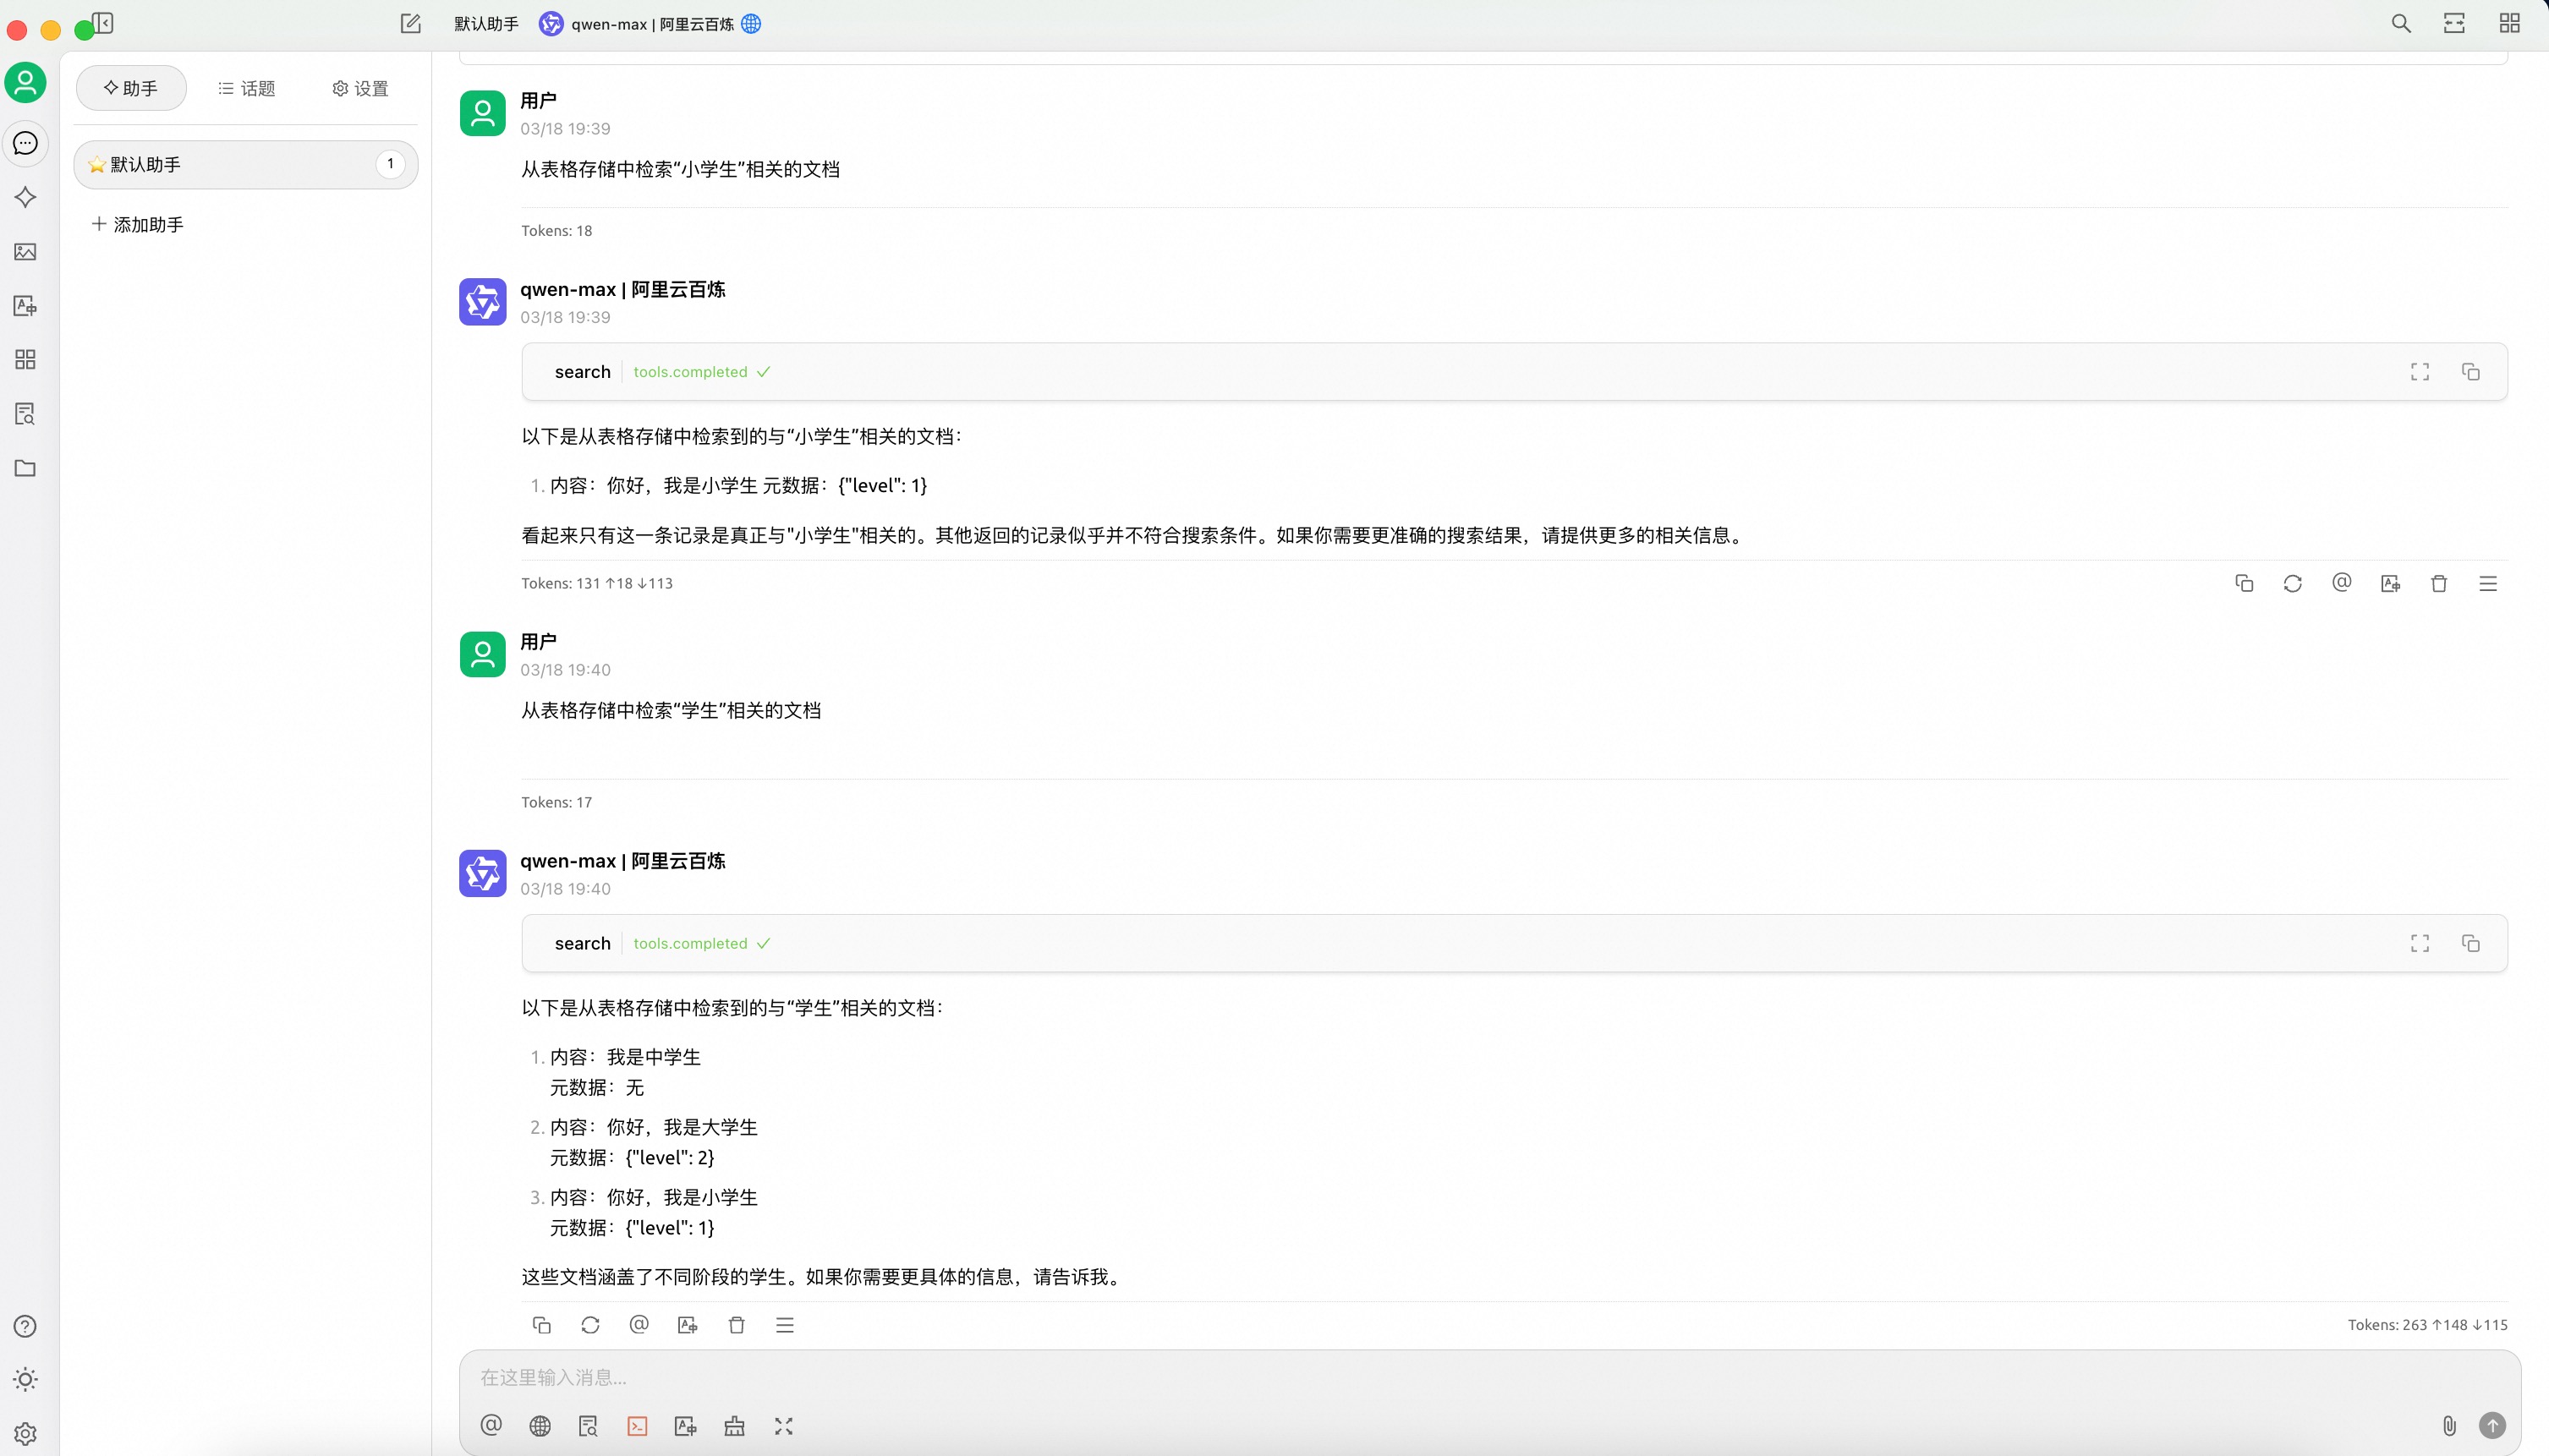 默认助手 qwen-max | 阿里云百炼
助手 话题 设置
默认助手 1
添加助手
用户
03/18 19:39
从表格存储中检索“小学生”相关的文档
Tokens: 18
qwen-max | 阿里云百炼
03/18 19:39
search tools.completed
以下是从表格存储中检索到的与“小学生”相关的文档：
1. 内容：你好，我是小学生 元数据：{"level": 1}
看起来只有这一条记录是真正与"小学生"相关的。其他返回的记录似乎并不符合搜索条件。如果你需要更准确的搜索结果，请提供更多的相关信息。
Tokens: 131 ↑18 ↓113
用户
03/18 19:40
从表格存储中检索“学生”相关的文档
Tokens: 17
qwen-max | 阿里云百炼
03/18 19:40
search tools.completed
以下是从表格存储中检索到的与“学生”相关的文档：
1. 内容：我是中学生
元数据：无
2. 内容：你好，我是大学生
元数据：{"level": 2}
3. 内容：你好，我是小学生
元数据：{"level": 1}
这些文档涵盖了不同阶段的学生。如果你需要更具体的信息，请告诉我。
Tokens: 263 ↑148 ↓115
在这里输入消息...